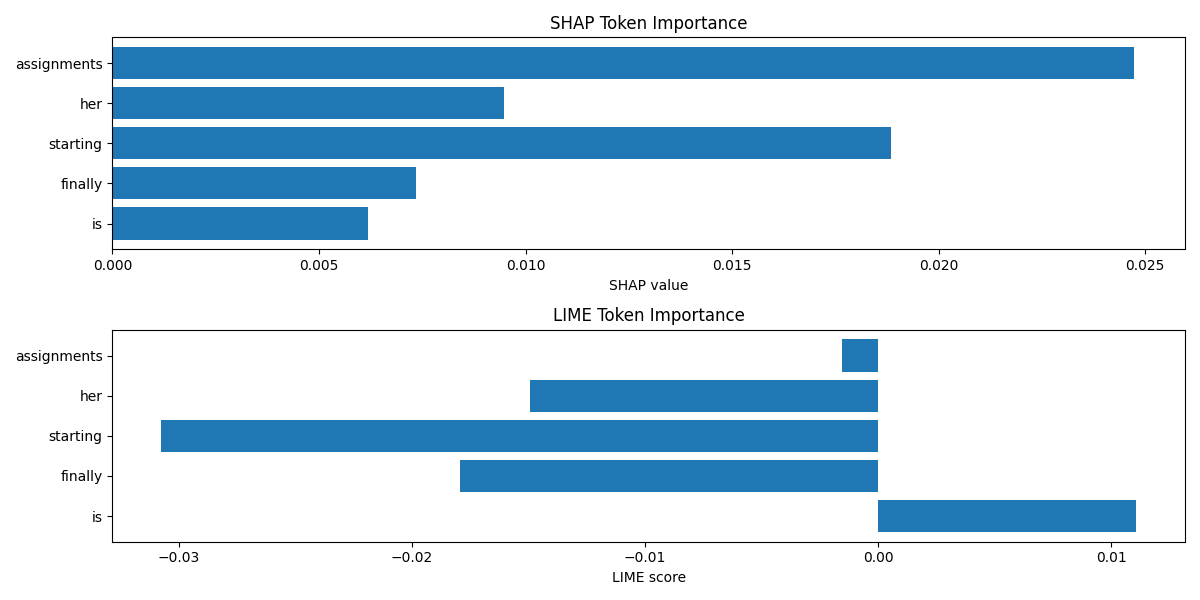 SHAP Token Importance
assignments
her
starting
finally
is
0.000 0.005 0.010 0.015 0.020 0.025
SHAP value
LIME Token Importance
assignments
her
starting
finally
is
−0.03 −0.02 −0.01 0.00 0.01
LIME score